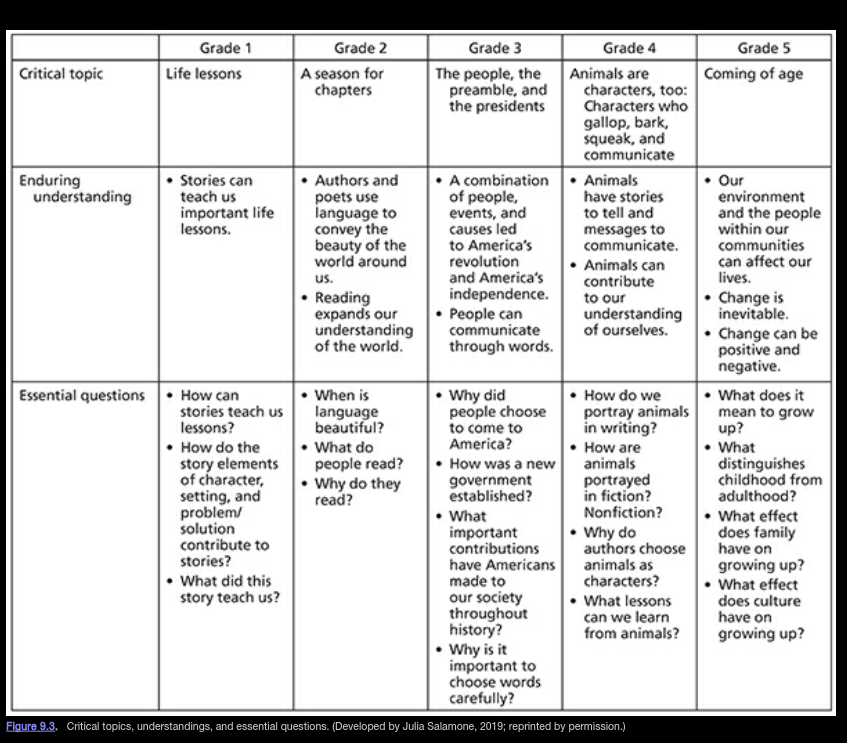 Grade 1 Grade 2 Grade 3 Grade 4 Grade 5
Critical topic
Life lessons
A season for
chapters
The people, the
preamble, and
the presidents
Animals are
characters, too:
Characters who
gallop, bark,
squeak, and
communicate
Coming of age
Enduring
understanding
• Stories can
teach us
important life
lessons.
• Authors and
poets use
language to
convey the
beauty of the
world around
us.
• Reading
expands our
understanding
of the world.
• A combination
of people,
events, and
causes led
to America's
revolution
and America's
independence.
• People can
communicate
through words.
• Animals
have stories
to tell and
messages to
communicate.
• Animals can
contribute
to our
understanding
of ourselves.
• Our
environment
and the people
within our
communities
can affect our
lives.
• Change is
inevitable.
• Change can be
positive and
negative.
Essential questions
• How can
stories teach us
lessons?
• How do the
story elements
of character,
setting, and
problem/
solution
contribute to
stories?
• What did this
story teach us?
• When is
language
beautiful?
• What do
people read?
• Why do they
read?
• Why did
people choose
to come to
America?
• How was a new
government
established?
• What
important
contributions
have Americans
made to
our society
throughout
history?
• Why is it
important to
choose words
carefully?
• How do we
portray animals
in writing?
• How are
animals
portrayed
in fiction?
Nonfiction?
• Why do
authors choose
animals as
characters?
• What lessons
can we learn
from animals?
• What does it
mean to grow
up?
• What
distinguishes
childhood from
adulthood?
• What effect
does family
have on
growing up?
• What effect
does culture
have on
growing up?
Figure 9.3. Critical topics, understandings, and essential questions. (Developed by Julia Salamone, 2019; reprinted by permission.)